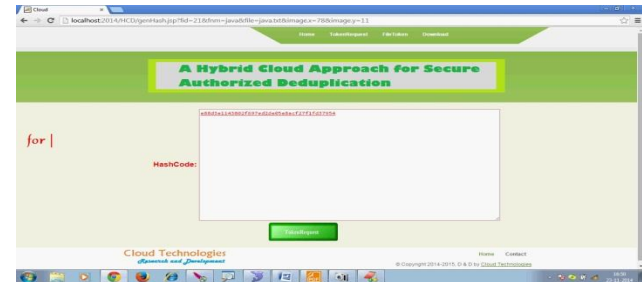 Cloud
localhost:2014/HCD/genHash.jsp?fid=21&fnm=java&file=java.txt&image.x=78&image.y=11
Home TokenRequest FileToken Download
A Hybrid Cloud Approach for Secure
Authorized Deduplication
for
HashCode:
TokenRequest
Cloud Technologies
Research and Development
Home Contact
© Copyright 2014-2015. D & D by Cloud Technologies